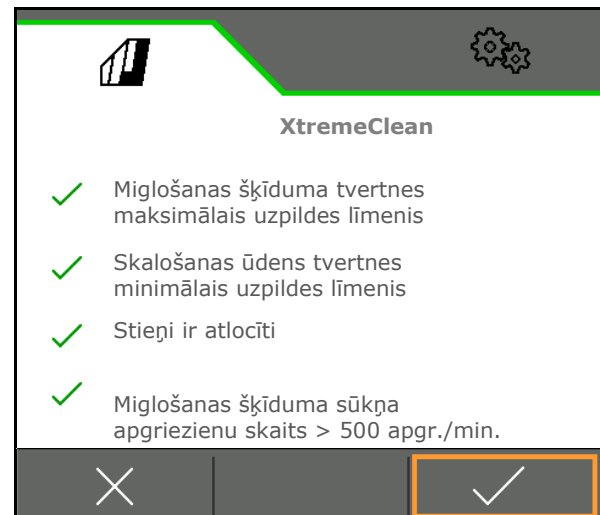 XtremeClean
Miglošanas šķīduma tvertnes
maksimālais uzpildes līmenis
Skalošanas ūdens tvertnes
minimālais uzpildes līmenis
Stieņi ir atlocīti
Miglošanas šķīduma sūkņa
apgriezienu skaits > 500 apgr./min.